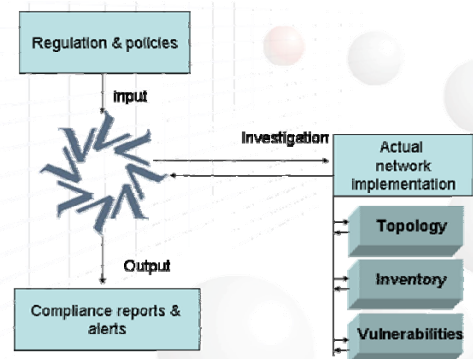 Regulation & policies
Input
Investigation
Actual
network
implementation
Topology
Inventory
Vulnerabilities
Output
Compliance reports &
alerts